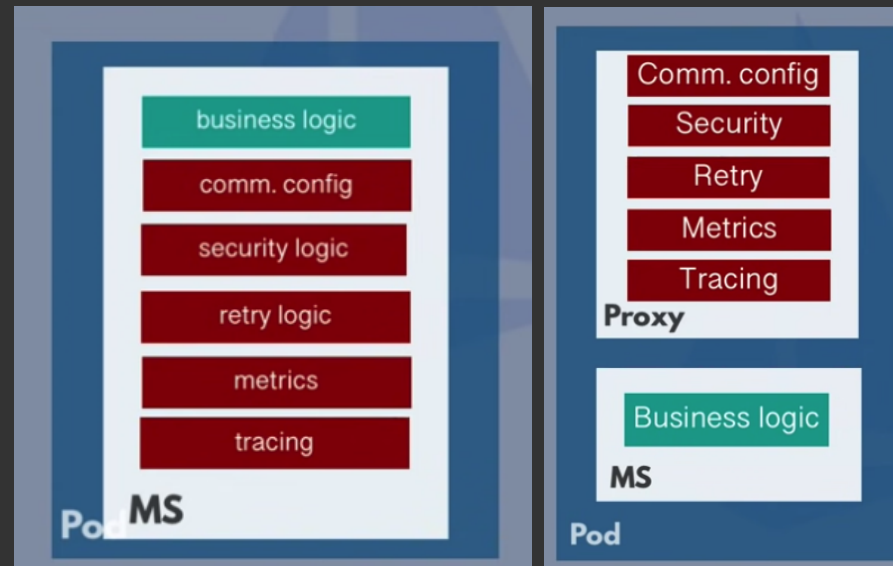 business logic
comm. config
security logic
retry logic
metrics
tracing
MS
Pod
Comm. config
Security
Retry
Metrics
Tracing
Proxy
Business logic
MS
Pod